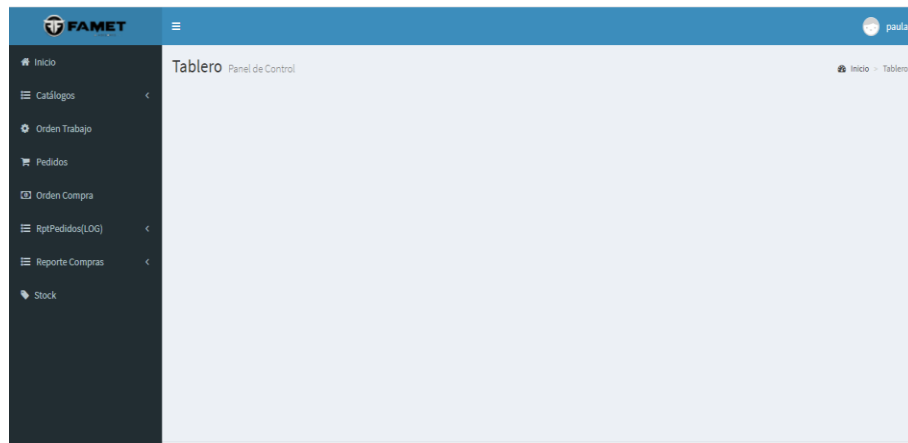 FAMET
paula
Inicio
Tablero Panel de Control
Inicio > Tablero
Catálogos
Orden Trabajo
Pedidos
Orden Compra
RptPedidos(LOG)
Reporte Compras
Stock